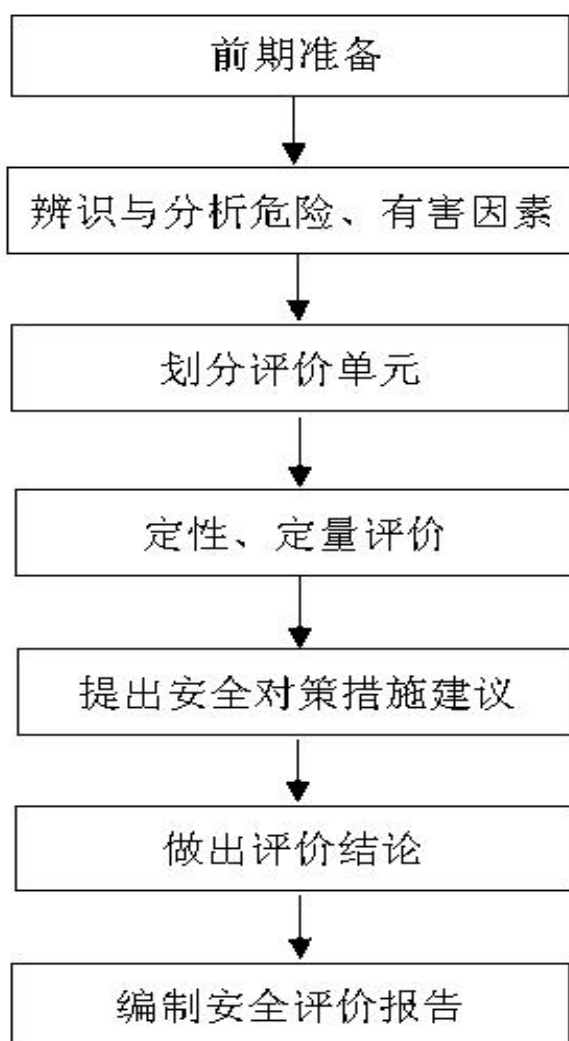 前期准备
辨识与分析危险、有害因素
划分评价单元
定性、定量评价
提出安全对策措施建议
做出评价结论
编制安全评价报告